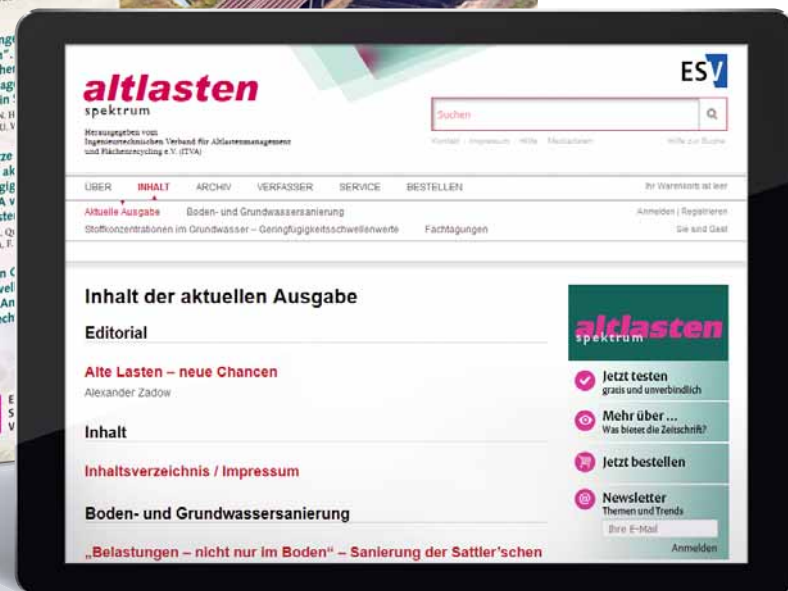 altlasten
spektrum
Herausgegeben vom
Ingenieurtechnischen Verband für Altlastenmanagement
und Flächenrecycling e.V. (ITVA)
ESV
Suchen
Kontakt | Impressum | Hilfe | Mediadaten
Hilfe zur Suche
ÜBER INHALT ARCHIV VERFASSER SERVICE BESTELLEN
Ihr Warenkorb ist leer
Aktuelle Ausgabe Boden- und Grundwassersanierung
Anmelden | Registrieren
Stoffkonzentrationen im Grundwasser – Geringfügigkeitsschwellenwerte Fachtagungen
Sie sind Gast
Inhalt der aktuellen Ausgabe
Editorial
Alte Lasten – neue Chancen
Alexander Zadow
Inhalt
Inhaltsverzeichnis / Impressum
Boden- und Grundwassersanierung
„Belastungen – nicht nur im Boden“ – Sanierung der Sattler’schen
altlasten
spektrum
Jetzt testen
gratis und unverbindlich
Mehr über ...
Was bietet die Zeitschrift?
Jetzt bestellen
@
Newsletter
Themen und Trends
Ihre E-Mail
Anmelden
E
S
V